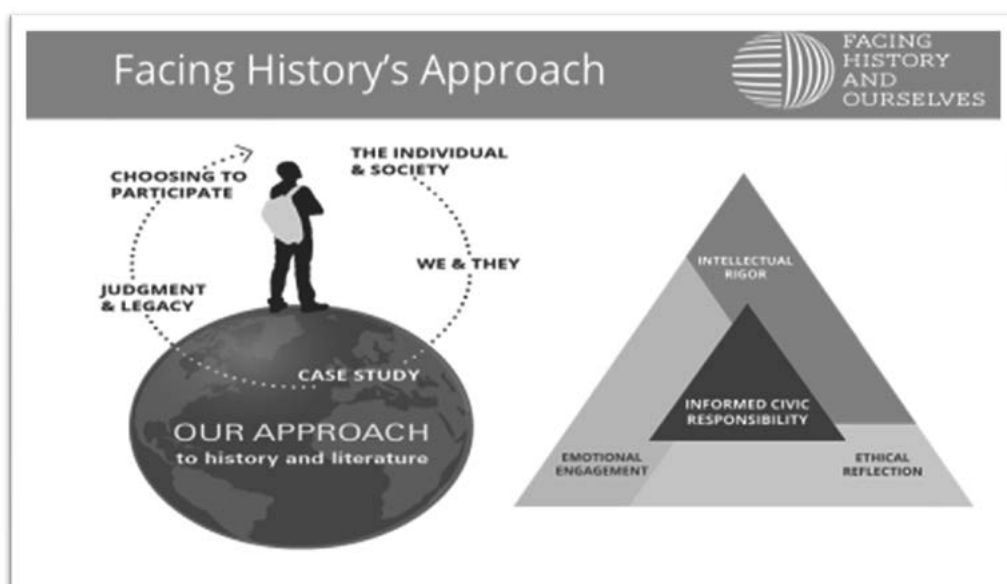 Facing History's Approach
FACING
HISTORY
AND
OURSELVES
THE INDIVIDUAL
& SOCIETY
WE & THEY
CASE STUDY
JUDGMENT
& LEGACY
CHOOSING TO
PARTICIPATE
OUR APPROACH
to history and literature
INTELLECTUAL
RIGOR
INFORMED CIVIC
RESPONSIBILITY
EMOTIONAL
ENGAGEMENT
ETHICAL
REFLECTION